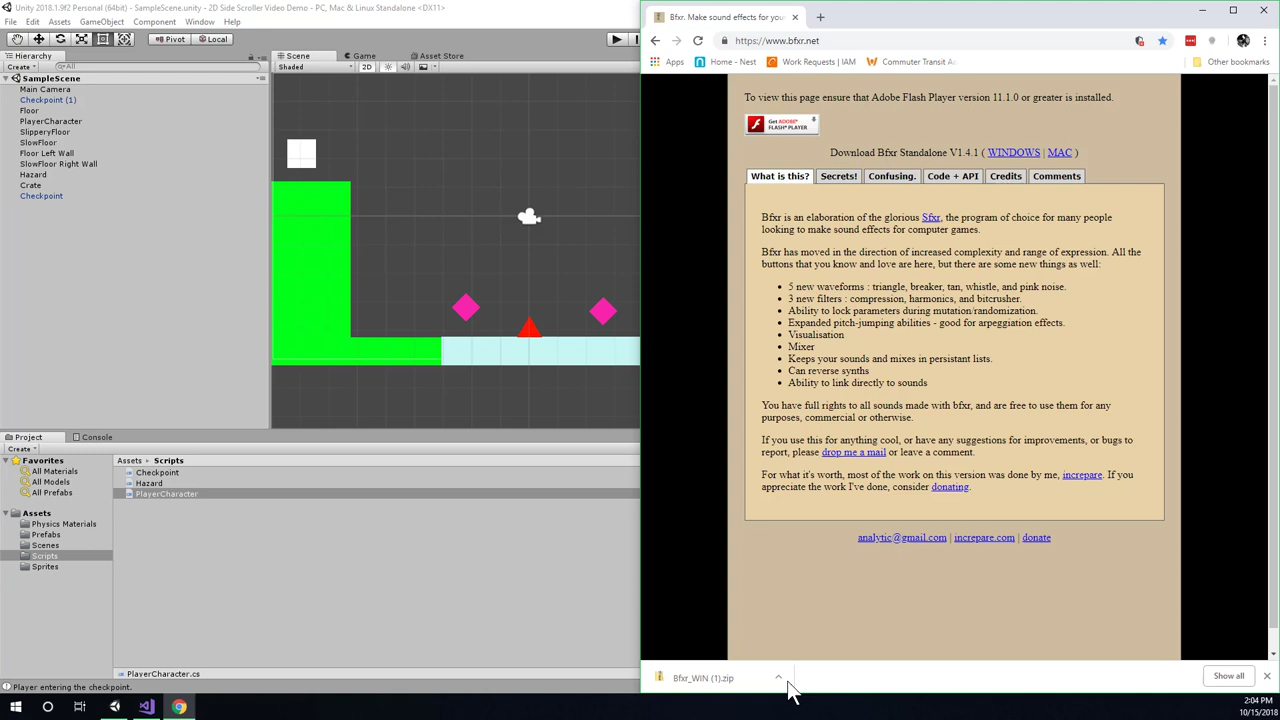 Unity 2018.1.9f2 Personal (64bit) - SampleScene.unity - 2D Side Scroller Video Demo - PC, Mac & Linux Standalone <DX11>
File Edit Assets GameObject Component Window Help
Pivot Local
Hierarchy
Create All
SampleScene
Main Camera
Checkpoint (1)
Floor
PlayerCharacter
SlipperyFloor
SlowFloor
Floor Left Wall
SlowFloor Right Wall
Hazard
Crate
Checkpoint
Scene Game Asset Store
Shaded 2D
Project Console
Create
Favorites
All Materials
All Models
All Prefabs
Assets
Physics Materials
Prefabs
Scenes
Scripts
Sprites
Assets Scripts
Checkpoint
Hazard
PlayerCharacter
PlayerCharacter.cs
Player entering the checkpoint.
Bfxr. Make sound effects for you
https://www.bfxr.net
Apps Home - Nest Work Requests | IAM Commuter Transit A Other bookmarks
To view this page ensure that Adobe Flash Player version 11.1.0 or greater is installed.
Get ADOBE® FLASH® PLAYER
Download Bfxr Standalone V1.4.1 ( WINDOWS | MAC )
What is this? Secrets! Confusing. Code + API Credits Comments
Bfxr is an elaboration of the glorious Sfxr, the program of choice for many people
looking to make sound effects for computer games.
Bfxr has moved in the direction of increased complexity and range of expression. All the
buttons that you know and love are here, but there are some new things as well:
• 5 new waveforms : triangle, breaker, tan, whistle, and pink noise.
• 3 new filters : compression, harmonics, and bitcrusher.
• Ability to lock parameters during mutation/randomization.
• Expanded pitch-jumping abilities - good for arpeggiation effects.
• Visualisation
• Mixer
• Keeps your sounds and mixes in persistant lists.
• Can reverse synths
• Ability to link directly to sounds
You have full rights to all sounds made with bfxr, and are free to use them for any
purposes, commercial or otherwise.
If you use this for anything cool, or have any suggestions for improvements, or bugs to
report, please drop me a mail or leave a comment.
For what it's worth, most of the work on this version was done by me, increpare. If you
appreciate the work I've done, consider donating.
analytic@gmail.com | increpare.com | donate
Bfxr_WIN (1).zip
Show all
2:04 PM
10/15/2018